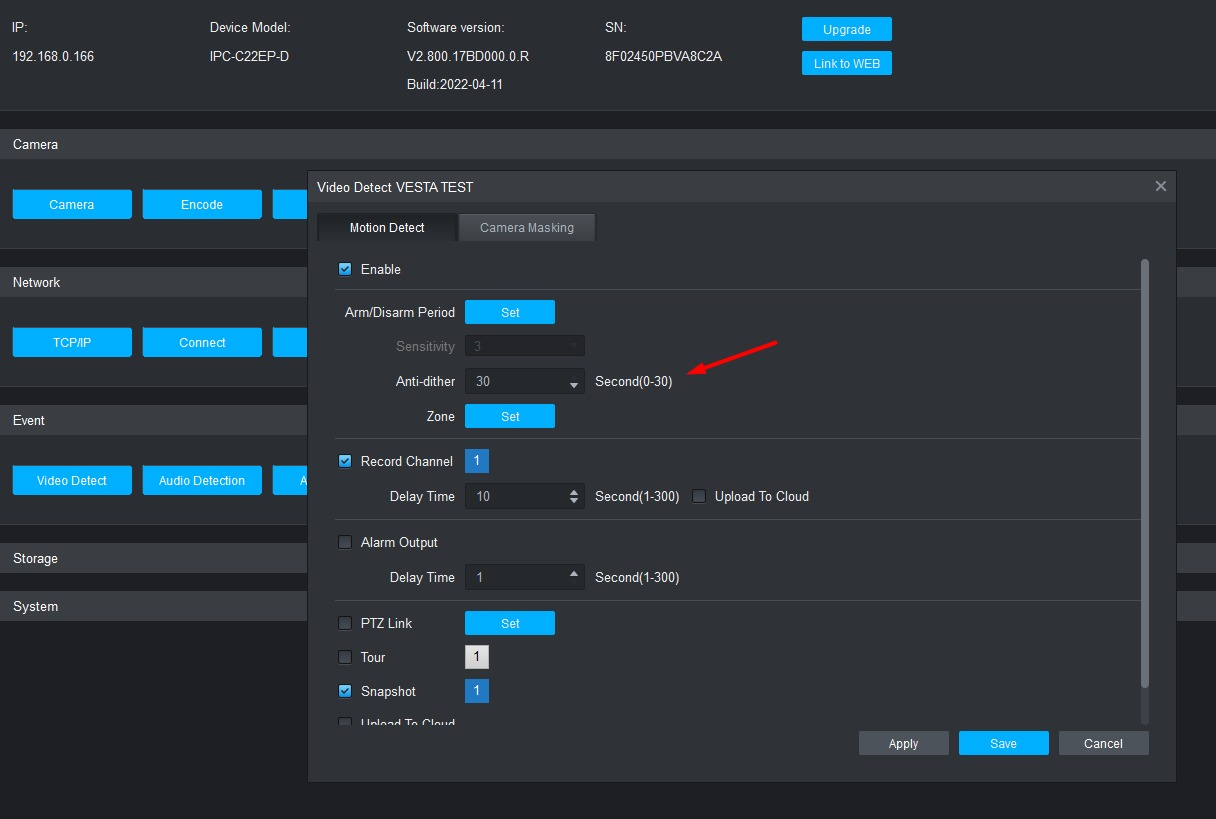 IP:
Device Model:
Software version:
SN:
Upgrade
192.168.0.166
IPC-C22EP-D
V2.800.17BD000.0.R
8F02450PBVA8C2A
Link to WEB
Build:2022-04-11
Camera
Camera
Encode
Network
TCP/IP
Connect
Event
Video Detect
Audio Detection
A
Storage
System
Video Detect VESTA TEST
Motion Detect
Camera Masking
Enable
Arm/Disarm Period Set
Sensitivity 3
Anti-dither 30 Second(0-30)
Zone Set
Record Channel 1
Delay Time 10 Second(1-300) Upload To Cloud
Alarm Output
Delay Time 1 Second(1-300)
PTZ Link Set
Tour 1
Snapshot 1
Upload To Cloud
Apply
Save
Cancel